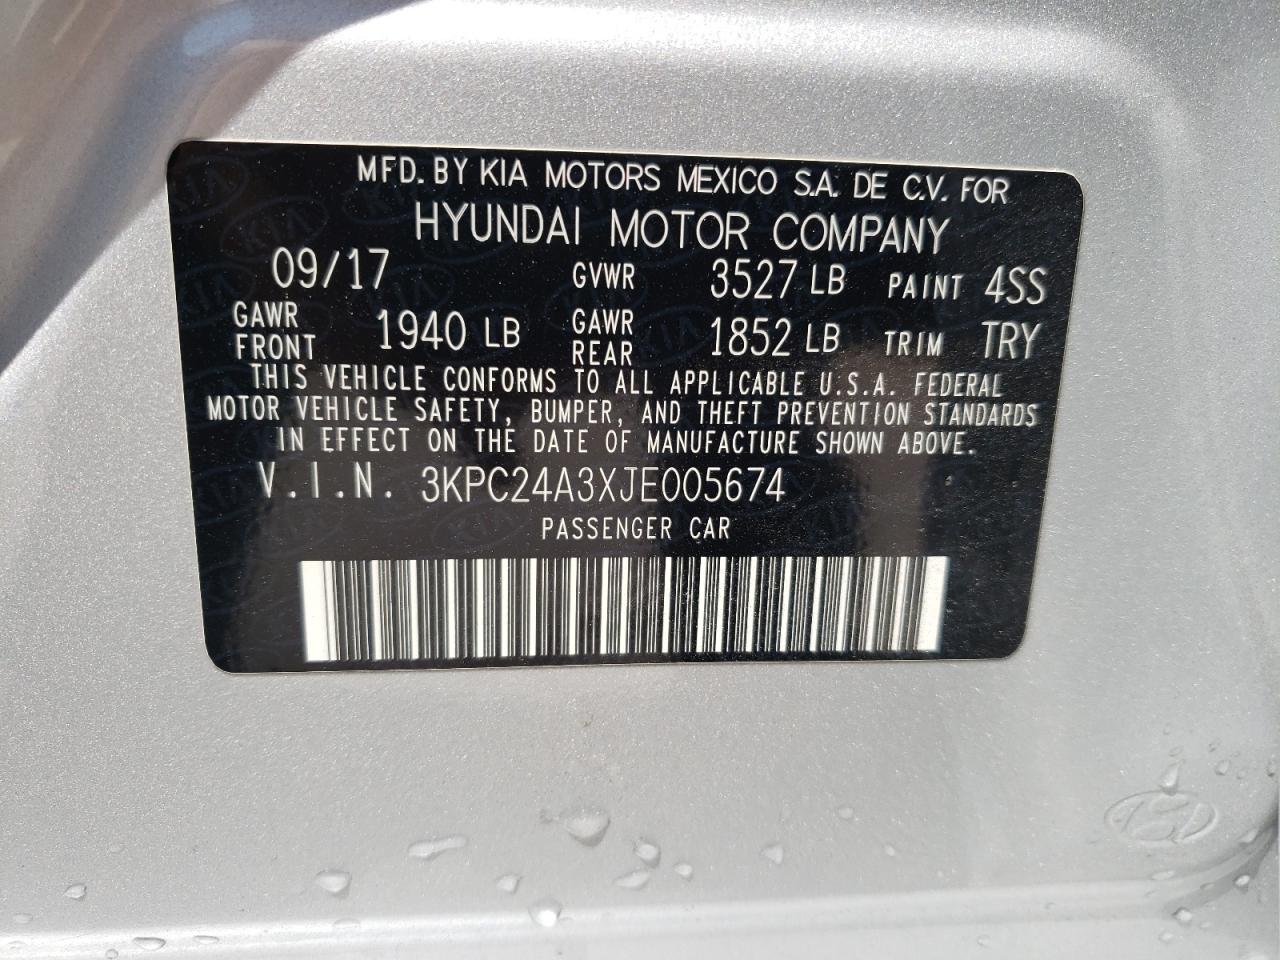 MFD. BY KIA MOTORS MEXICO S.A. DE C.V. FOR
HYUNDAI MOTOR COMPANY
09/17 GVWR 3527 LB PAINT 4SS
GAWR FRONT 1940 LB GAWR REAR 1852 LB TRIM TRY
THIS VEHICLE CONFORMS TO ALL APPLICABLE U.S.A. FEDERAL
MOTOR VEHICLE SAFETY, BUMPER, AND THEFT PREVENTION STANDARDS
IN EFFECT ON THE DATE OF MANUFACTURE SHOWN ABOVE.
V.I.N. 3KPC24A3XJE005674
PASSENGER CAR